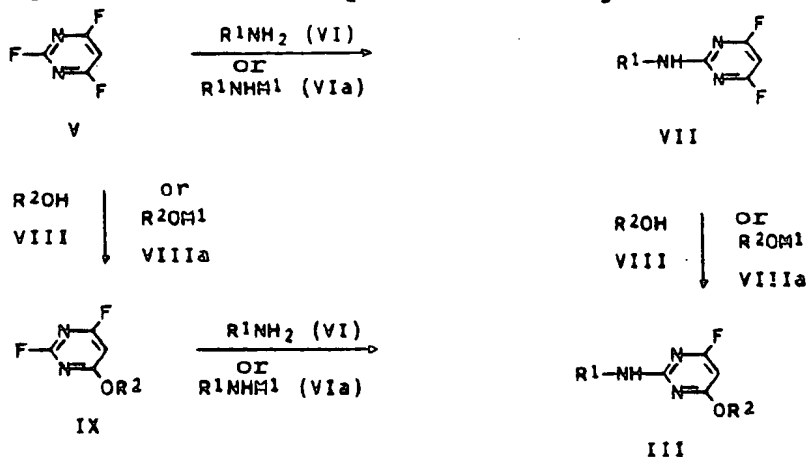 R¹NH₂ (VI)
or
R¹NHM¹ (VIa)
F
N
F
N
F
V
R¹-NH
N
F
N
F
VII
R²OH
VIII
or
R²OM¹
VIIIa
R²OH
VIII
or
R²OM¹
VIIIa
F
N
F
N
OR²
IX
R¹NH₂ (VI)
or
R¹NHM¹ (VIa)
R¹-NH
N
F
N
OR²
III